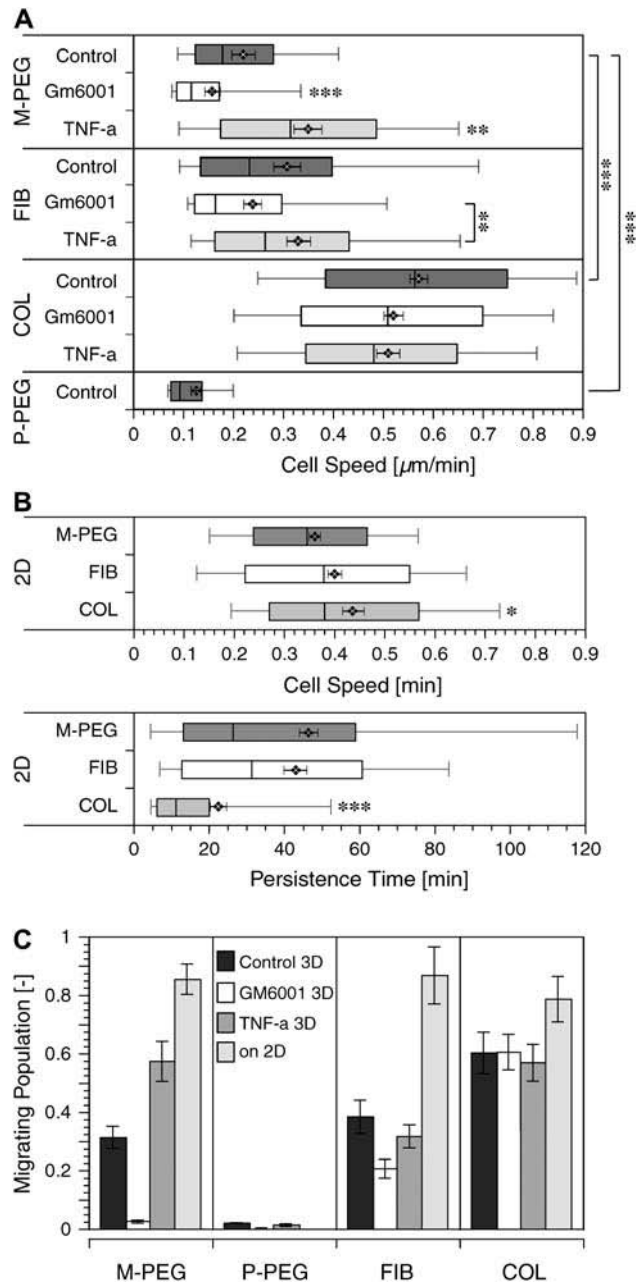 A
M-PEG
Control
Gm6001
***
TNF-a
**
FIB
Control
Gm6001
TNF-a
**
COL
Control
Gm6001
TNF-a
P-PEG
Control
***
***
0 0.1 0.2 0.3 0.4 0.5 0.6 0.7 0.8 0.9
Cell Speed [µm/min]
B
2D
M-PEG
FIB
COL
*
0 0.1 0.2 0.3 0.4 0.5 0.6 0.7 0.8 0.9
Cell Speed [min]
2D
M-PEG
FIB
COL
***
0 20 40 60 80 100 120
Persistence Time [min]
C
Migrating Population [-]
1
0.8
0.6
0.4
0.2
0
Control 3D
GM6001 3D
TNF-a 3D
on 2D
M-PEG P-PEG FIB COL